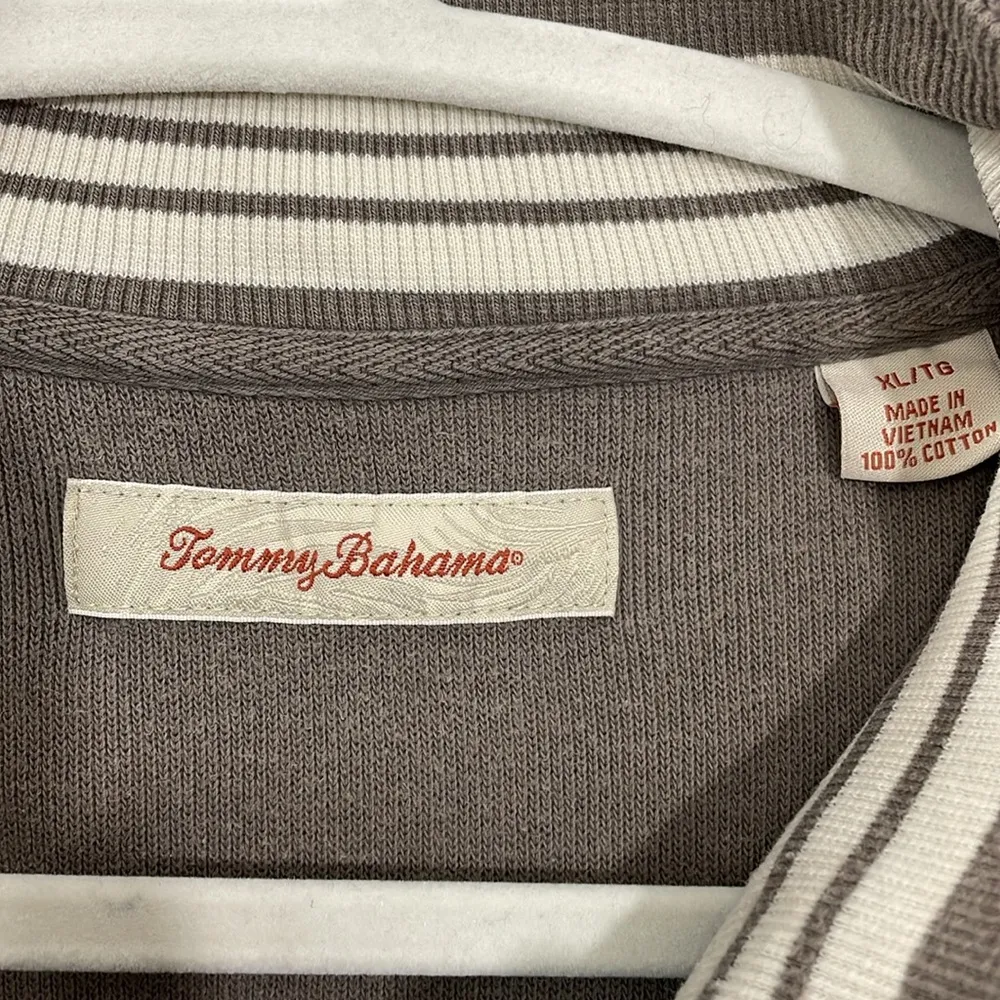 XL/TG
MADE IN
VIETNAM
100% COTTON
Tommy Bahama®